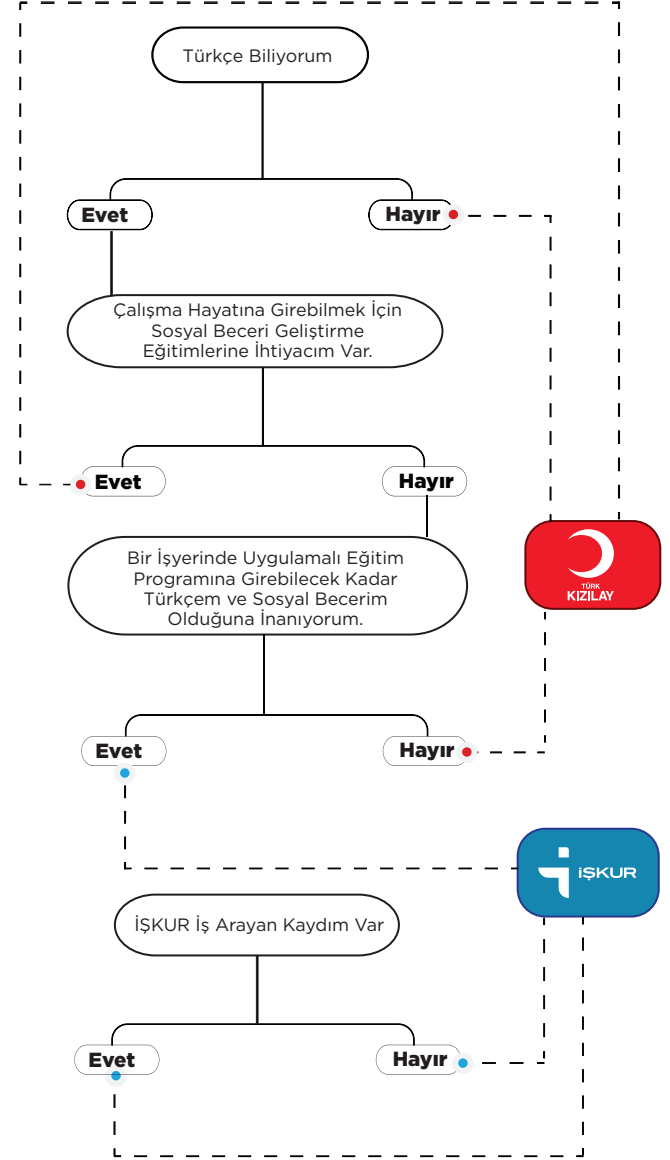 Türkçe Biliyorum
Evet
Hayır
Çalışma Hayatına Girebilmek İçin
Sosyal Beceri Geliştirme
Eğitimlerine İhtiyacım Var.
Evet
Hayır
Bir İşyerinde Uygulamalı Eğitim
Programına Girebilecek Kadar
Türkçem ve Sosyal Becerim
Olduğuna İnanıyorum.
TÜRK
KIZILAY
Evet
Hayır
İŞKUR
İŞKUR İş Arayan Kaydım Var
Evet
Hayır